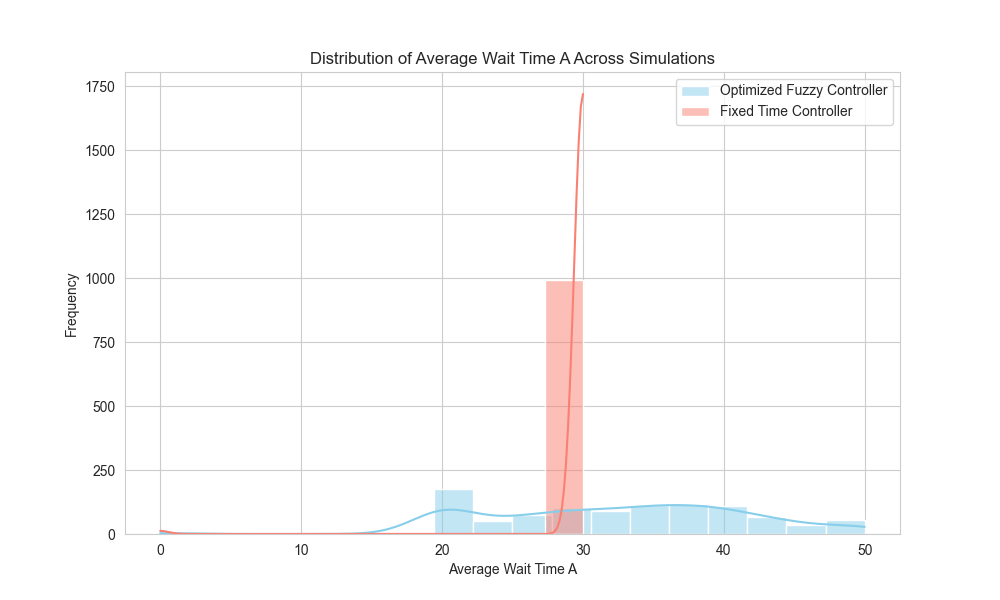 Distribution of Average Wait Time A Across Simulations
Optimized Fuzzy Controller
Fixed Time Controller
Frequency
1750
1500
1250
1000
750
500
250
0
0 10 20 30 40 50
Average Wait Time A